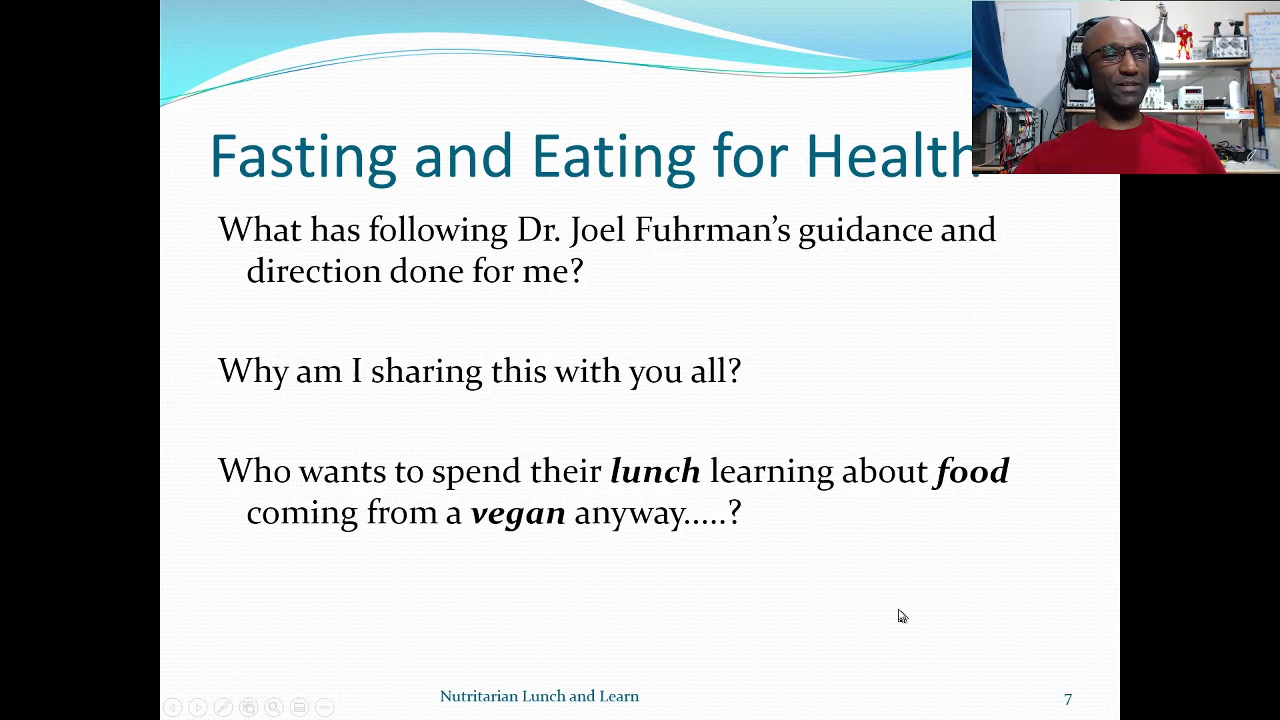 Fasting and Eating for Health
What has following Dr. Joel Fuhrman’s guidance and
direction done for me?
Why am I sharing this with you all?
Who wants to spend their lunch learning about food
coming from a vegan anyway.....?
Nutritarian Lunch and Learn
7